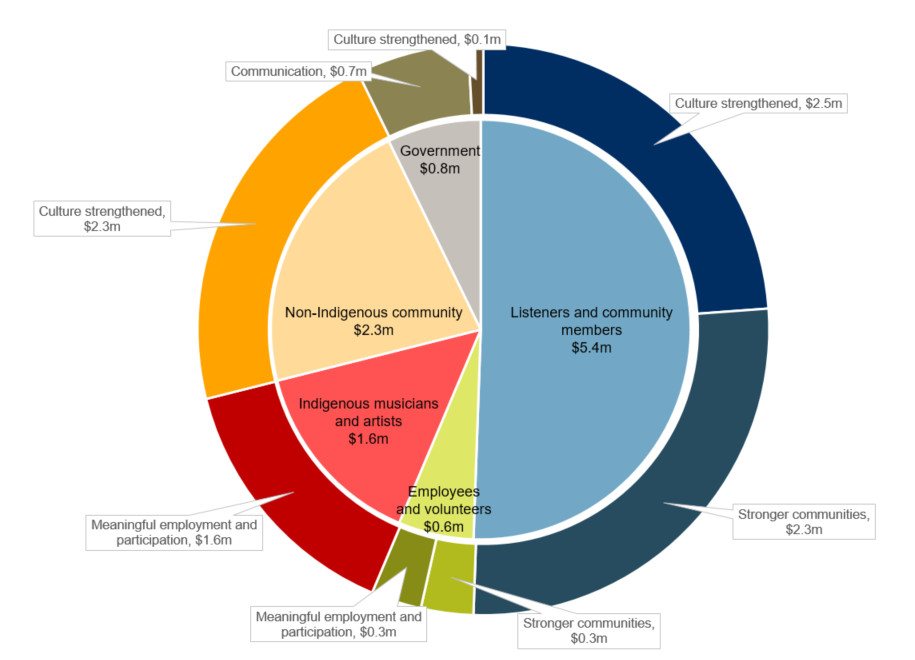 Culture strengthened, $0.1m
Communication, $0.7m
Culture strengthened, $2.5m
Government
$0.8m
Culture strengthened,
$2.3m
Non-Indigenous community
$2.3m
Listeners and community
members
$5.4m
Indigenous musicians
and artists
$1.6m
Employees
and volunteers
$0.6m
Meaningful employment and
participation, $1.6m
Stronger communities,
$2.3m
Meaningful employment and
participation, $0.3m
Stronger communities,
$0.3m